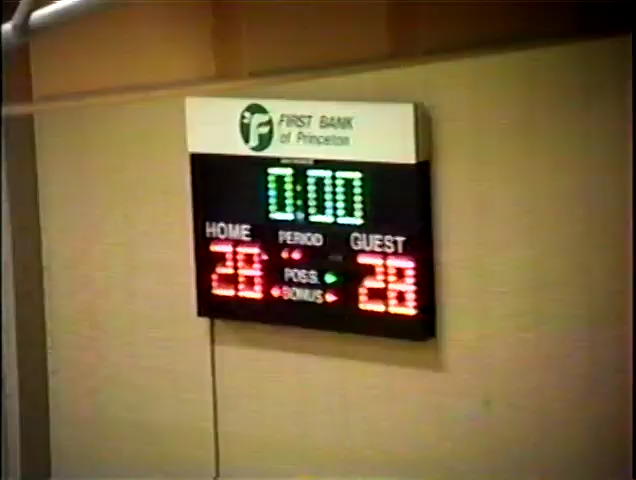 FIRST BANK
of Princeton
0:00
HOME PERIOD GUEST
28 28
POSS.
BONUS